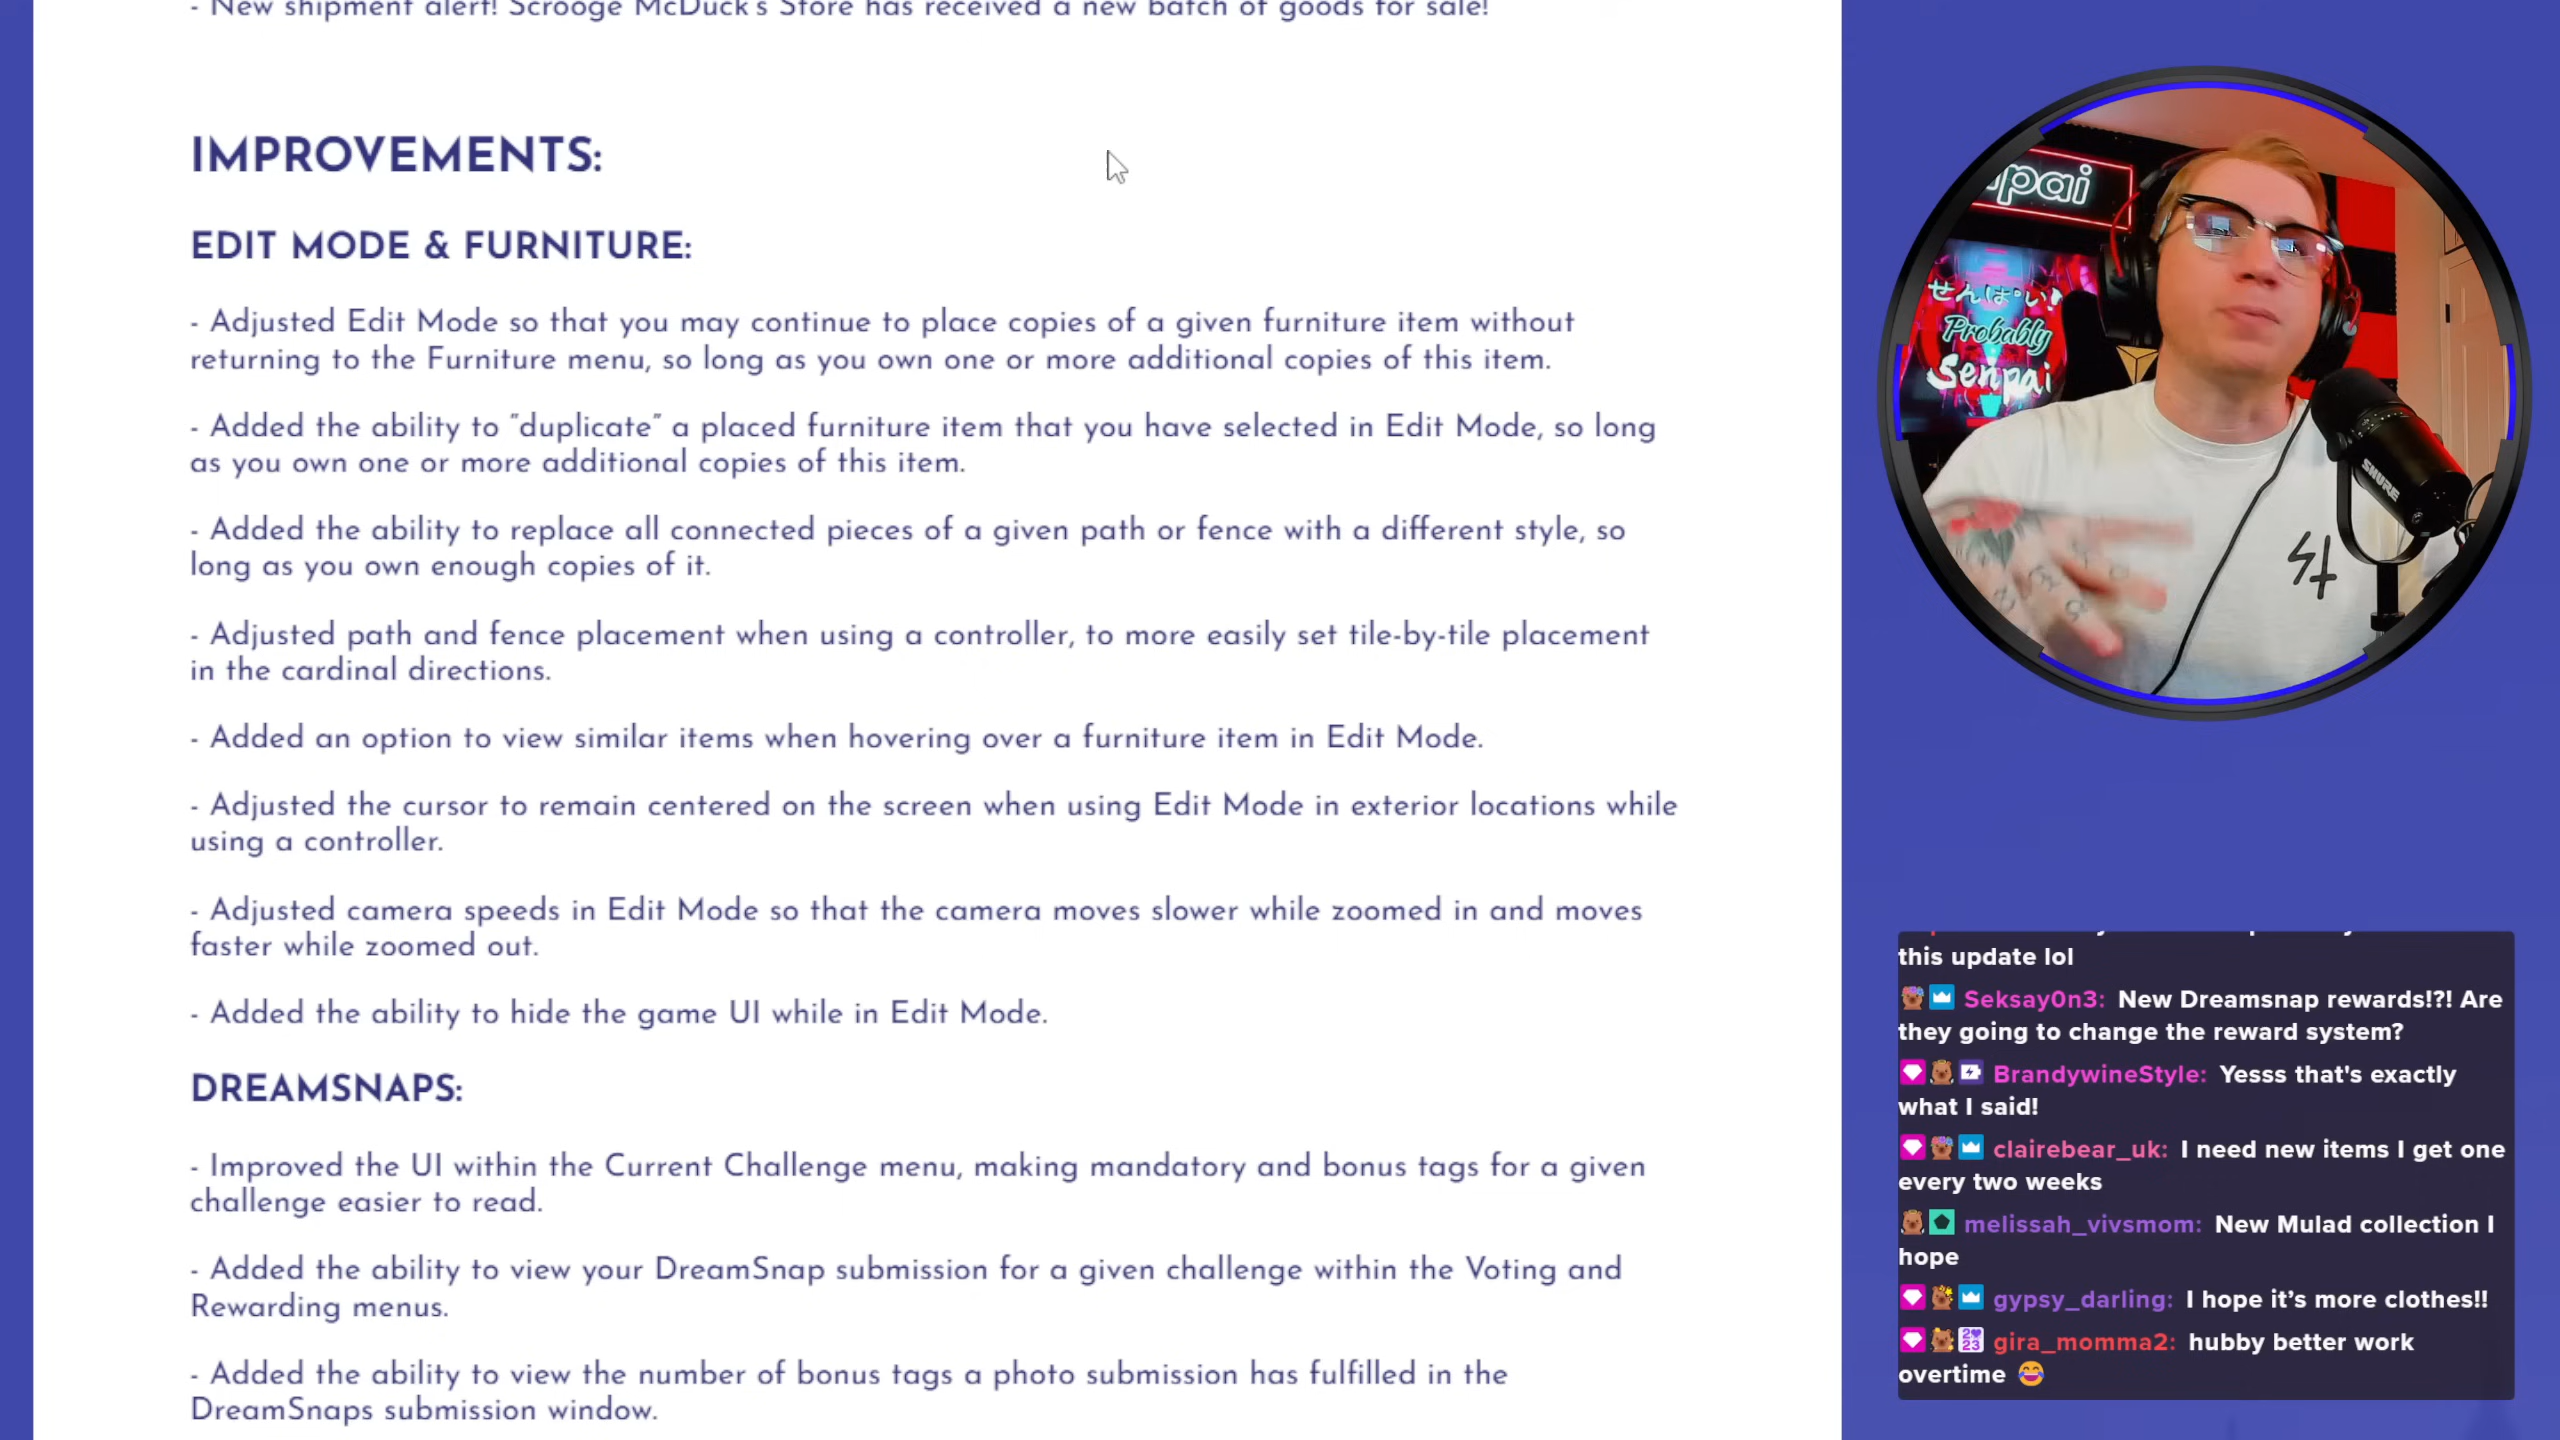 - New shipment alert! Scrooge McDuck's Store has received a new batch of goods for sale!
IMPROVEMENTS:
EDIT MODE & FURNITURE:
- Adjusted Edit Mode so that you may continue to place copies of a given furniture item without
returning to the Furniture menu, so long as you own one or more additional copies of this item.
- Added the ability to "duplicate" a placed furniture item that you have selected in Edit Mode, so long
as you own one or more additional copies of this item.
- Added the ability to replace all connected pieces of a given path or fence with a different style, so
long as you own enough copies of it.
- Adjusted path and fence placement when using a controller, to more easily set tile-by-tile placement
in the cardinal directions.
- Added an option to view similar items when hovering over a furniture item in Edit Mode.
- Adjusted the cursor to remain centered on the screen when using Edit Mode in exterior locations while
using a controller.
- Adjusted camera speeds in Edit Mode so that the camera moves slower while zoomed in and moves
faster while zoomed out.
- Added the ability to hide the game UI while in Edit Mode.
DREAMSNAPS:
- Improved the UI within the Current Challenge menu, making mandatory and bonus tags for a given
challenge easier to read.
- Added the ability to view your DreamSnap submission for a given challenge within the Voting and
Rewarding menus.
- Added the ability to view the number of bonus tags a photo submission has fulfilled in the
DreamSnaps submission window.
pai
せんぱい
Probably
Senpai
SHURE
this update lol
Seksay0n3: New Dreamsnap rewards!?! Are
they going to change the reward system?
BrandywineStyle: Yesss that's exactly
what I said!
clairebear_uk: I need new items I get one
every two weeks
melissah_vivsmom: New Mulad collection I
hope
gypsy_darling: I hope it's more clothes!!
gira_momma2: hubby better work
overtime 😂